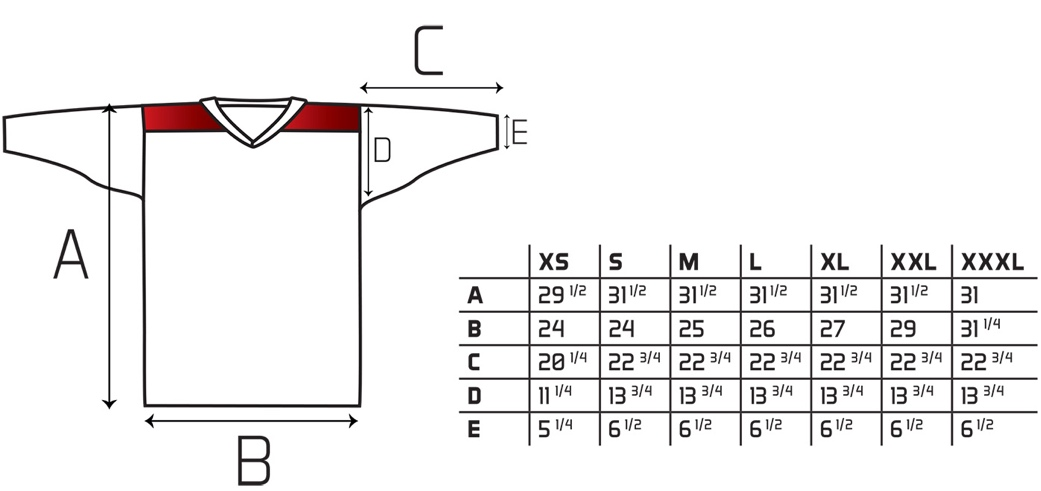 C
E
D
A
B
XS S M L XL XXL XXXL
A 29 1/2 31 1/2 31 1/2 31 1/2 31 1/2 31 1/2 31
B 24 24 25 26 27 29 31 1/4
C 20 1/4 22 3/4 22 3/4 22 3/4 22 3/4 22 3/4 22 3/4
D 11 1/4 13 3/4 13 3/4 13 3/4 13 3/4 13 3/4 13 3/4
E 5 1/4 6 1/2 6 1/2 6 1/2 6 1/2 6 1/2 6 1/2